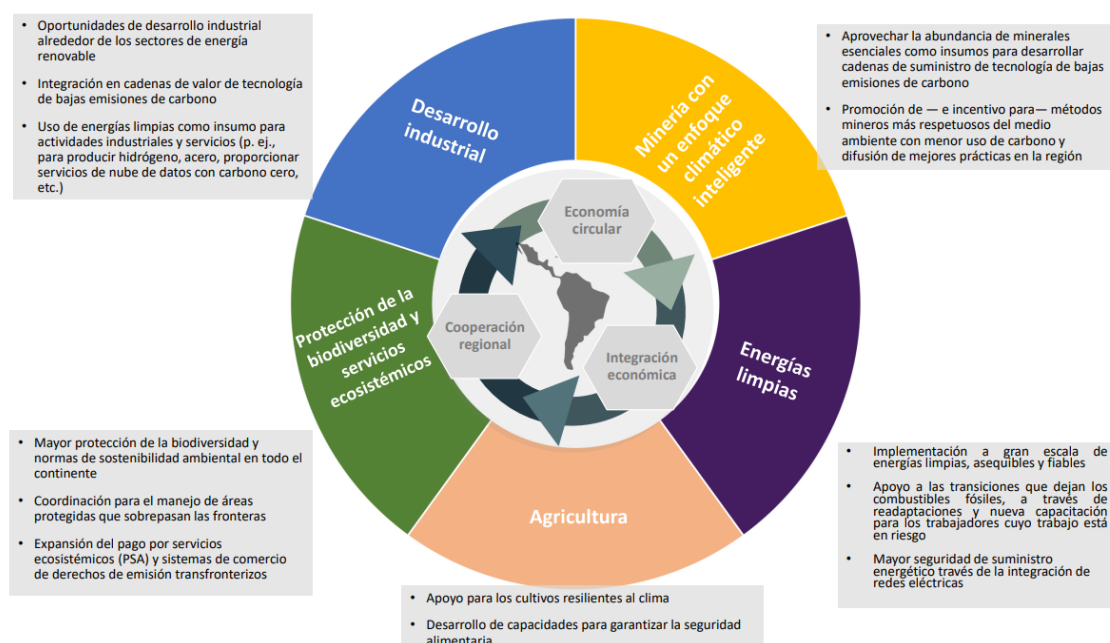 • Oportunidades de desarrollo industrial
alrededor de los sectores de energía
renovable
• Integración en cadenas de valor de tecnología
de bajas emisiones de carbono
• Uso de energías limpias como insumo para
actividades industriales y servicios (p. ej.,
para producir hidrógeno, acero, proporcionar
servicios de nube de datos con carbono cero,
etc.)
Desarrollo
industrial
Minería con
un enfoque
climático
inteligente
• Aprovechar la abundancia de minerales
esenciales como insumos para desarrollar
cadenas de suministro de tecnología de bajas
emisiones de carbono
• Promoción de — e incentivo para— métodos
mineros más respetuosos del medio
ambiente con menor uso de carbono y
difusión de mejores prácticas en la región
Economía
circular
Cooperación
regional
Integración
económica
Protección de la
biodiversidad y
servicios
ecosistémicos
Energías
limpias
Agricultura
• Mayor protección de la biodiversidad y
normas de sostenibilidad ambiental en todo el
continente
• Coordinación para el manejo de áreas
protegidas que sobrepasan las fronteras
• Expansión del pago por servicios
ecosistémicos (PSA) y sistemas de comercio
de derechos de emisión transfronterizos
• Implementación a gran escala de
energías limpias, asequibles y fiables
• Apoyo a las transiciones que dejan los
combustibles fósiles, a través de
readaptaciones y nueva capacitación
para los trabajadores cuyo trabajo está
en riesgo
• Mayor seguridad de suministro
energético través de la integración de
redes eléctricas
• Apoyo para los cultivos resilientes al clima
• Desarrollo de capacidades para garantizar la seguridad
alimentaria